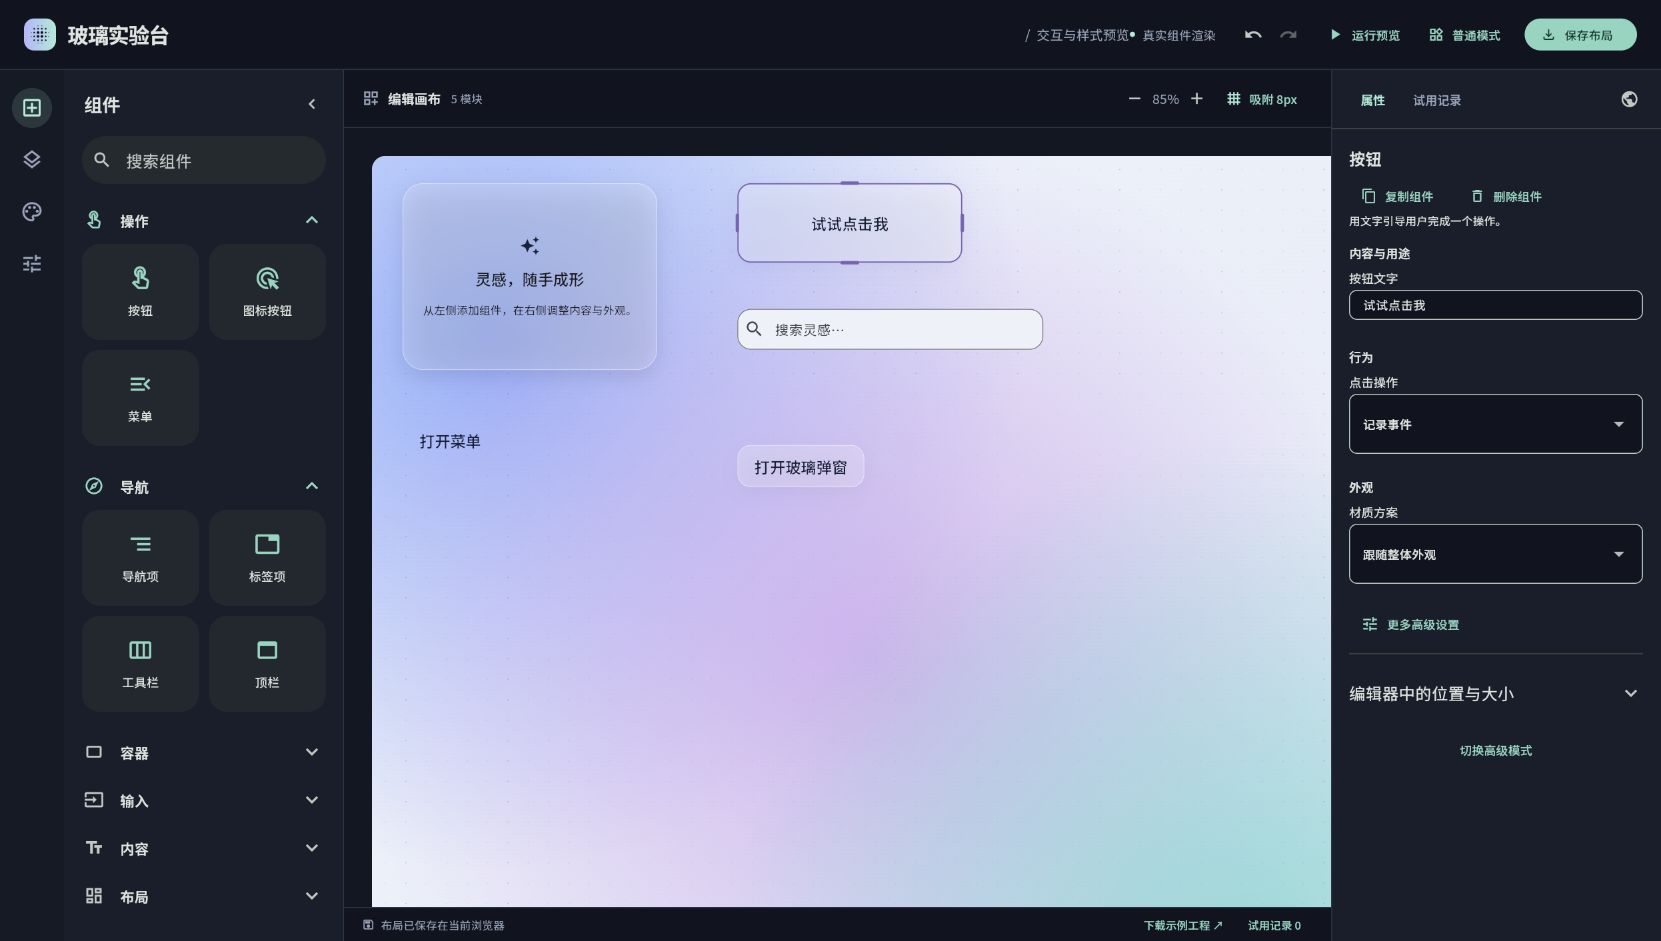 玻璃实验台
/ 交互与样式预览• 真实组件渲染
运行预览
普通模式
保存布局
组件
搜索组件
操作
按钮
图标按钮
菜单
导航
导航项
标签项
工具栏
顶栏
容器
输入
Tт 内容
布局
编辑画布 5 模块
85%
吸附 8px
灵感，随手成形
从左侧添加组件，在右侧调整内容与外观。
试试点击我
搜索灵感…
打开菜单
打开玻璃弹窗
布局已保存在当前浏览器
下载示例工程 ↗
试用记录 0
属性
试用记录
按钮
复制组件
删除组件
用文字引导用户完成一个操作。
内容与用途
按钮文字
试试点击我
行为
点击操作
记录事件
外观
材质方案
跟随整体外观
更多高级设置
编辑器中的位置与大小
切换高级模式